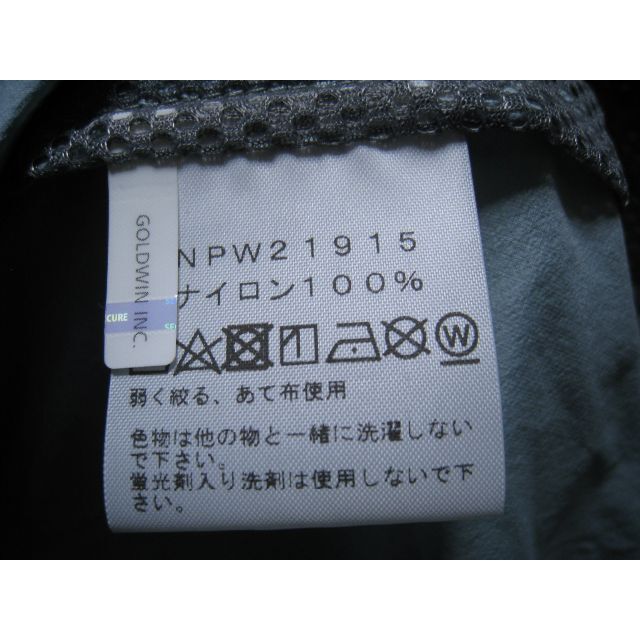 GOLDWIN INC.
CURE
NPW21915
ナイロン100%
W
弱く絞る、あて布使用
色物は他の物と一緒に洗濯しない
で下さい。
蛍光剤入り洗剤は使用しないで下
さい。